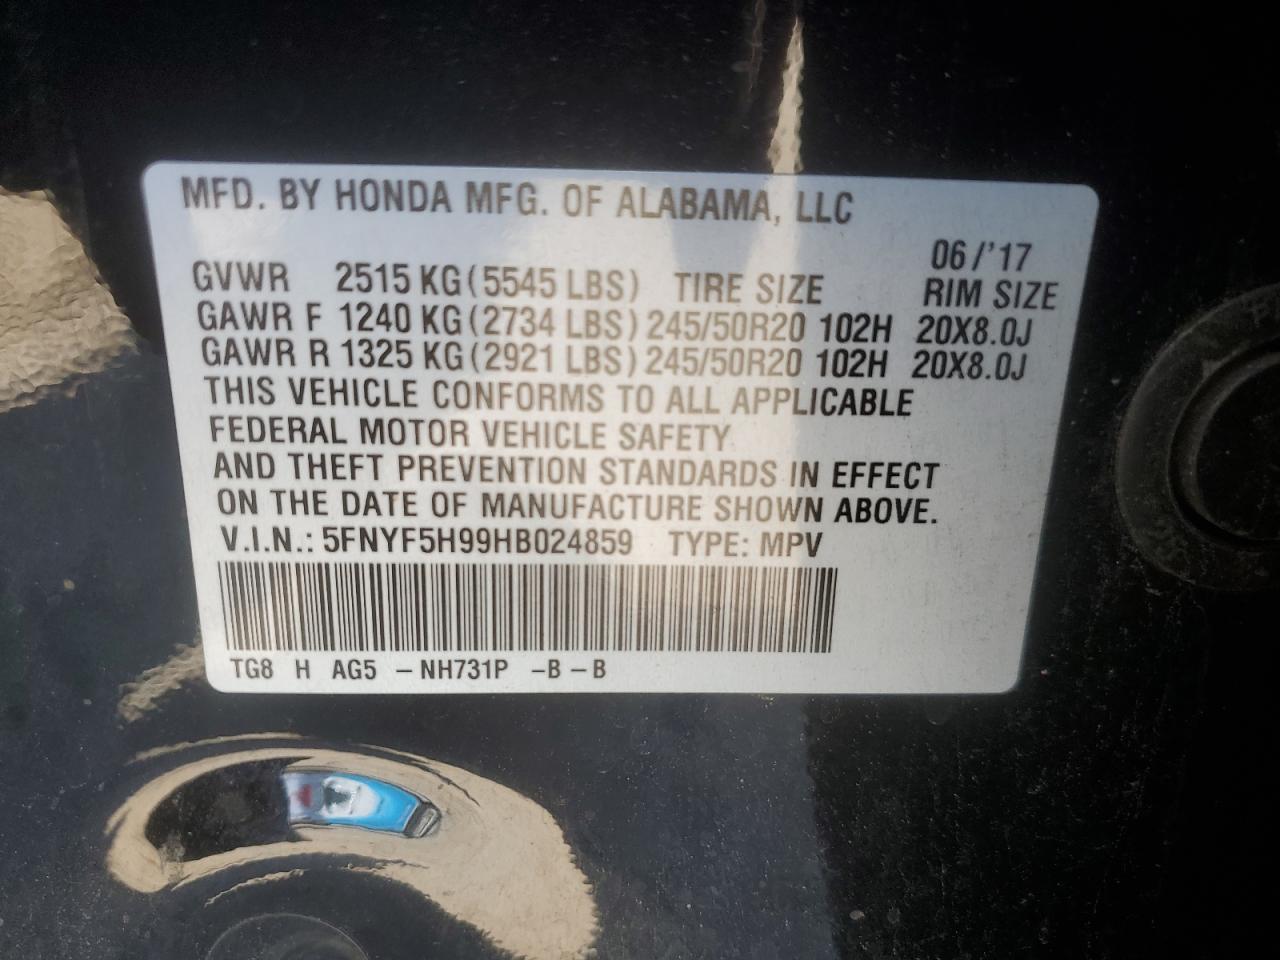 MFD. BY HONDA MFG. OF ALABAMA, LLC
06/'17
GVWR 2515 KG (5545 LBS) TIRE SIZE RIM SIZE
GAWR F 1240 KG (2734 LBS) 245/50R20 102H 20X8.0J
GAWR R 1325 KG (2921 LBS) 245/50R20 102H 20X8.0J
THIS VEHICLE CONFORMS TO ALL APPLICABLE
FEDERAL MOTOR VEHICLE SAFETY
AND THEFT PREVENTION STANDARDS IN EFFECT
ON THE DATE OF MANUFACTURE SHOWN ABOVE.
V.I.N.: 5FNYF5H99HB024859 TYPE: MPV
TG8 H AG5 – NH731P –B – B